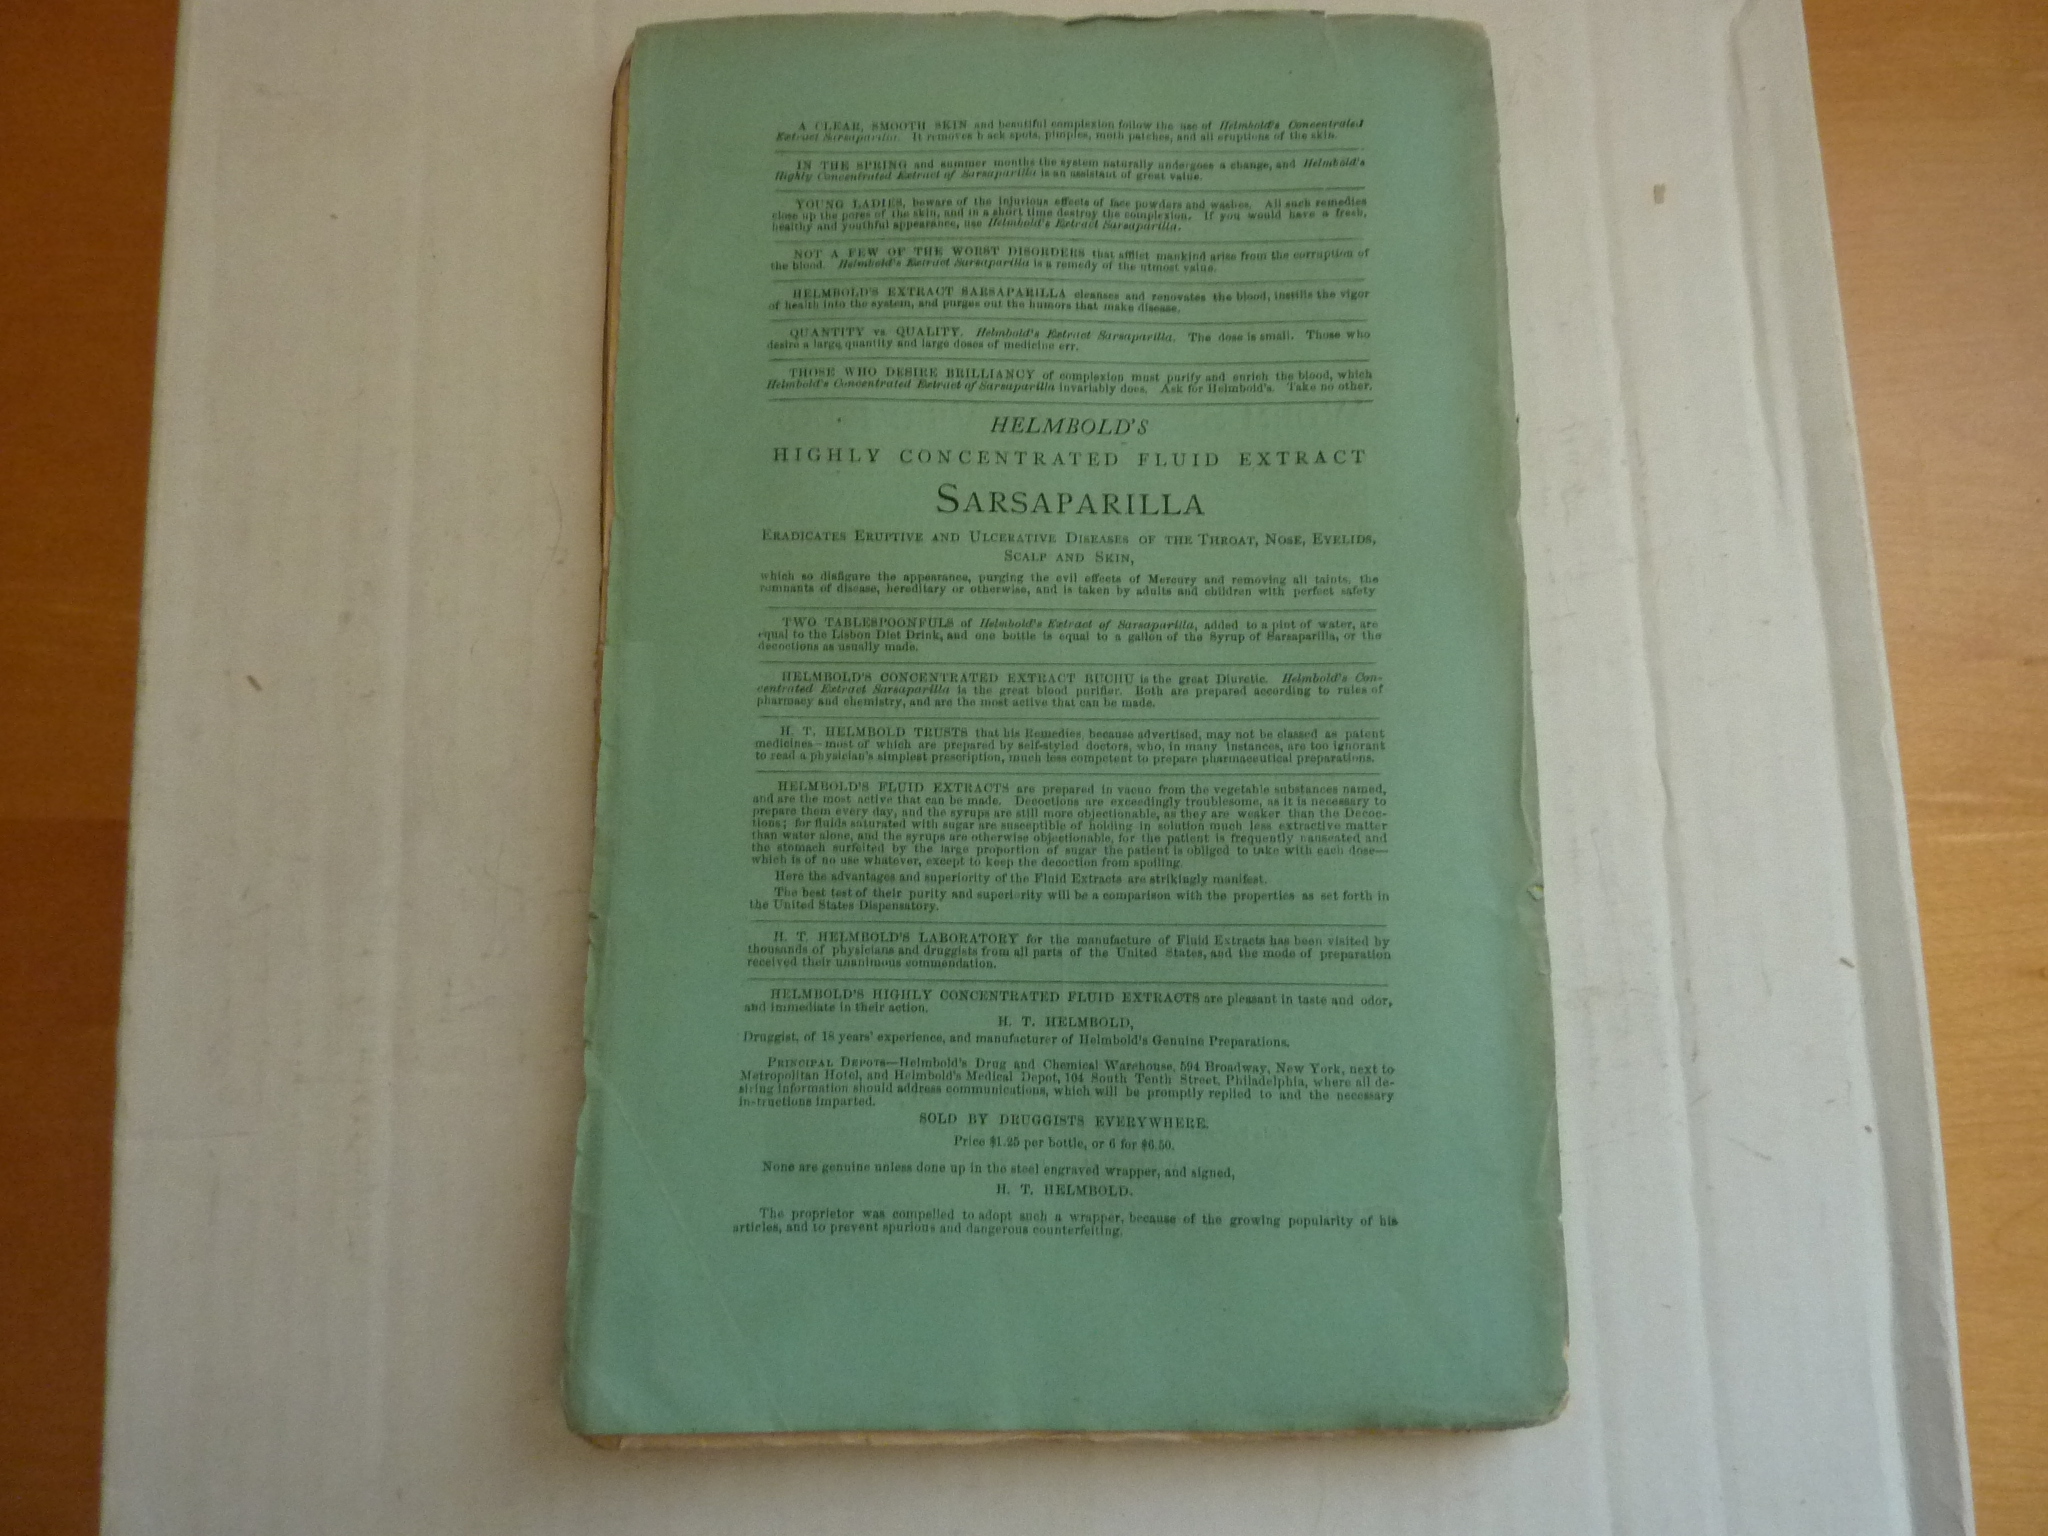 A CLEAR, SMOOTH SKIN and beautiful complexion follow the use of Helmbold's Concentrated
Extract Sarsaparilla. It removes b ack spots, pimples, moth patches, and all eruptions of the skin.
IN THE SPRING and summer months the system naturally undergoes a change, and Helmbold's
Highly Concentrated Extract of Sarsaparilla is an assistant of great value.
YOUNG LADIES, beware of the injurious effects of face powders and washes. All such remedies
close up the pores of the skin, and in a short time destroy the complexion. If you would have a fresh,
healthy and youthful appearance, use Helmbold's Extract Sarsaparilla.
NOT A FEW OF THE WORST DISORDERS that afflict mankind arise from the corruption of
the blood. Helmbold's Extract Sarsaparilla is a remedy of the utmost value.
HELMBOLD'S EXTRACT SARSAPARILLA cleanses and renovates the blood, instills the vigor
of health into the system, and purges out the humors that make disease.
QUANTITY vs QUALITY. Helmbold's Extract Sarsaparilla. The dose is small. Those who
desire a large quantity and large doses of medicine err.
THOSE WHO DESIRE BRILLIANCY of complexion must purify and enrich the blood, which
Helmbold's Concentrated Extract of Sarsaparilla invariably does. Ask for Helmbold's. Take no other.
HELMBOLD'S
HIGHLY CONCENTRATED FLUID EXTRACT
SARSAPARILLA
ERADICATES ERUPTIVE AND ULCERATIVE DISEASES OF THE THROAT, NOSE, EYELIDS,
SCALP AND SKIN,
which so disfigure the appearance, purging the evil effects of Mercury and removing all taints, the
remnants of disease, hereditary or otherwise, and is taken by adults and children with perfect safety
TWO TABLESPOONFULS of Helmbold's Extract of Sarsaparilla, added to a pint of water, are
equal to the Lisbon Diet Drink, and one bottle is equal to a gallon of the Syrup of Sarsaparilla, or the
decoctions as usually made.
HELMBOLD'S CONCENTRATED EXTRACT BUCHU is the great Diuretic. Helmbold's Con-
centrated Extract Sarsaparilla is the great blood purifier. Both are prepared according to rules of
pharmacy and chemistry, and are the most active that can be made.
H. T. HELMBOLD TRUSTS that his Remedies, because advertised, may not be classed as patent
medicines—most of which are prepared by self-styled doctors, who, in many instances, are too ignorant
to read a physician's simplest prescription, much less competent to prepare pharmaceutical preparations.
HELMBOLD'S FLUID EXTRACTS are prepared in vacuo from the vegetable substances named,
and are the most active that can be made. Decoctions are exceedingly troublesome, as it is necessary to
prepare them every day, and the syrups are still more objectionable, as they are weaker than the Decoc-
tions; for fluids saturated with sugar are susceptible of holding in solution much less extractive matter
than water alone, and the syrups are otherwise objectionable, for the patient is frequently nauseated and
the stomach surfeited by the large proportion of sugar the patient is obliged to take with each dose—
which is of no use whatever, except to keep the decoction from spoiling.
Here the advantages and superiority of the Fluid Extracts are strikingly manifest.
The best test of their purity and superiority will be a comparison with the properties as set forth in
the United States Dispensatory.
H. T. HELMBOLD'S LABORATORY for the manufacture of Fluid Extracts has been visited by
thousands of physicians and druggists from all parts of the United States, and the mode of preparation
received their unanimous commendation.
HELMBOLD'S HIGHLY CONCENTRATED FLUID EXTRACTS are pleasant in taste and odor,
and immediate in their action.
H. T. HELMBOLD,
Druggist, of 18 years' experience, and manufacturer of Helmbold's Genuine Preparations.
PRINCIPAL DEPOTS—Helmbold's Drug and Chemical Warehouse, 594 Broadway, New York, next to
Metropolitan Hotel, and Helmbold's Medical Depot, 104 South Tenth Street, Philadelphia, where all de-
siring information should address communications, which will be promptly replied to and the necessary
instructions imparted.
SOLD BY DRUGGISTS EVERYWHERE.
Price $1.25 per bottle, or 6 for $6.50.
None are genuine unless done up in the steel engraved wrapper, and signed,
H. T. HELMBOLD.
The proprietor was compelled to adopt such a wrapper, because of the growing popularity of his
articles, and to prevent spurious and dangerous counterfeiting.